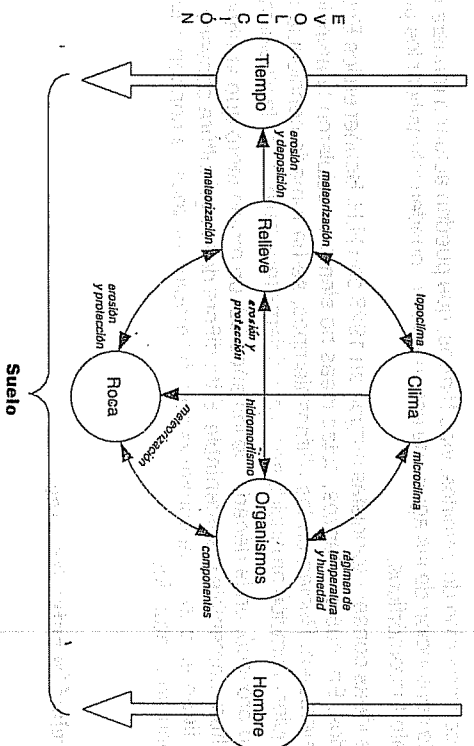 EVOLUCIÓN
Tiempo
erosión
y deposición
Relieve
meteorización
topoclima
Clima
microclima
régimen de
temperatura
y humedad
Organismos
hidromorfismo
erosión y
protección
meteorización
erosión
y protección
Roca
meteorización
componentes
Hombre
Suelo